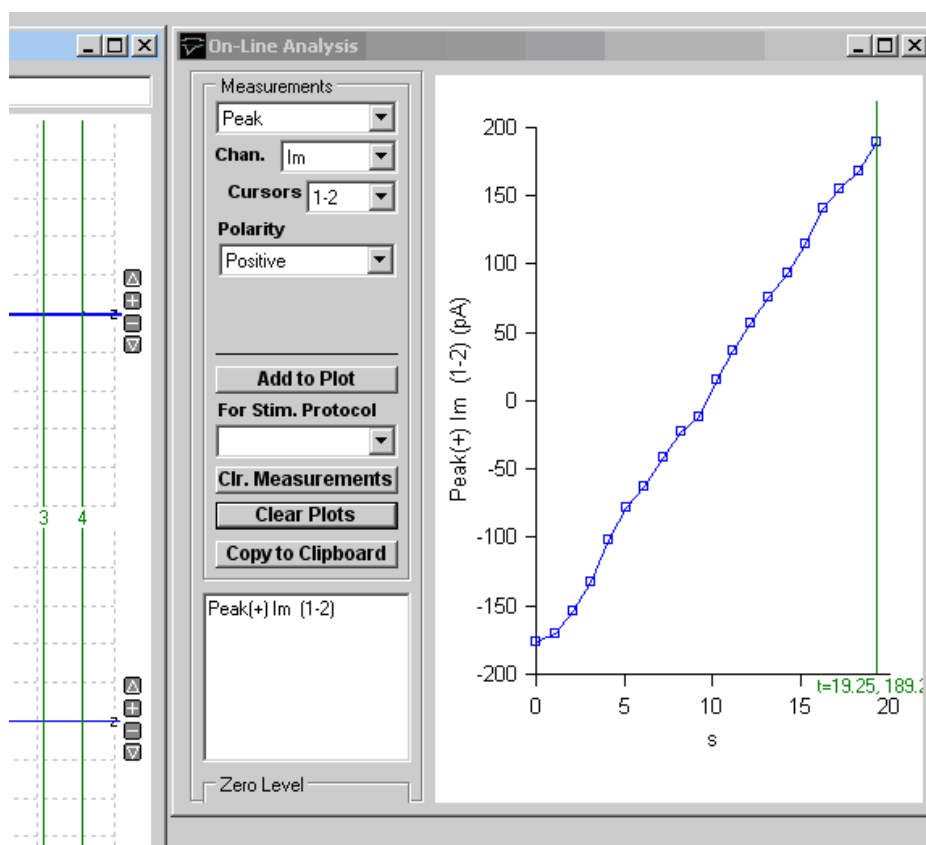 On-Line Analysis
Measurements
Peak
Chan. Im
Cursors 1-2
Polarity
Positive
Add to Plot
For Stim. Protocol
Clr. Measurements
Clear Plots
Copy to Clipboard
Peak(+) Im (1-2)
Zero Level
3 4
200
150
100
50
0
-50
-100
-150
-200
Peak(+) Im (1-2) (pA)
t=19.25, 189.2
0 5 10 15 20
s